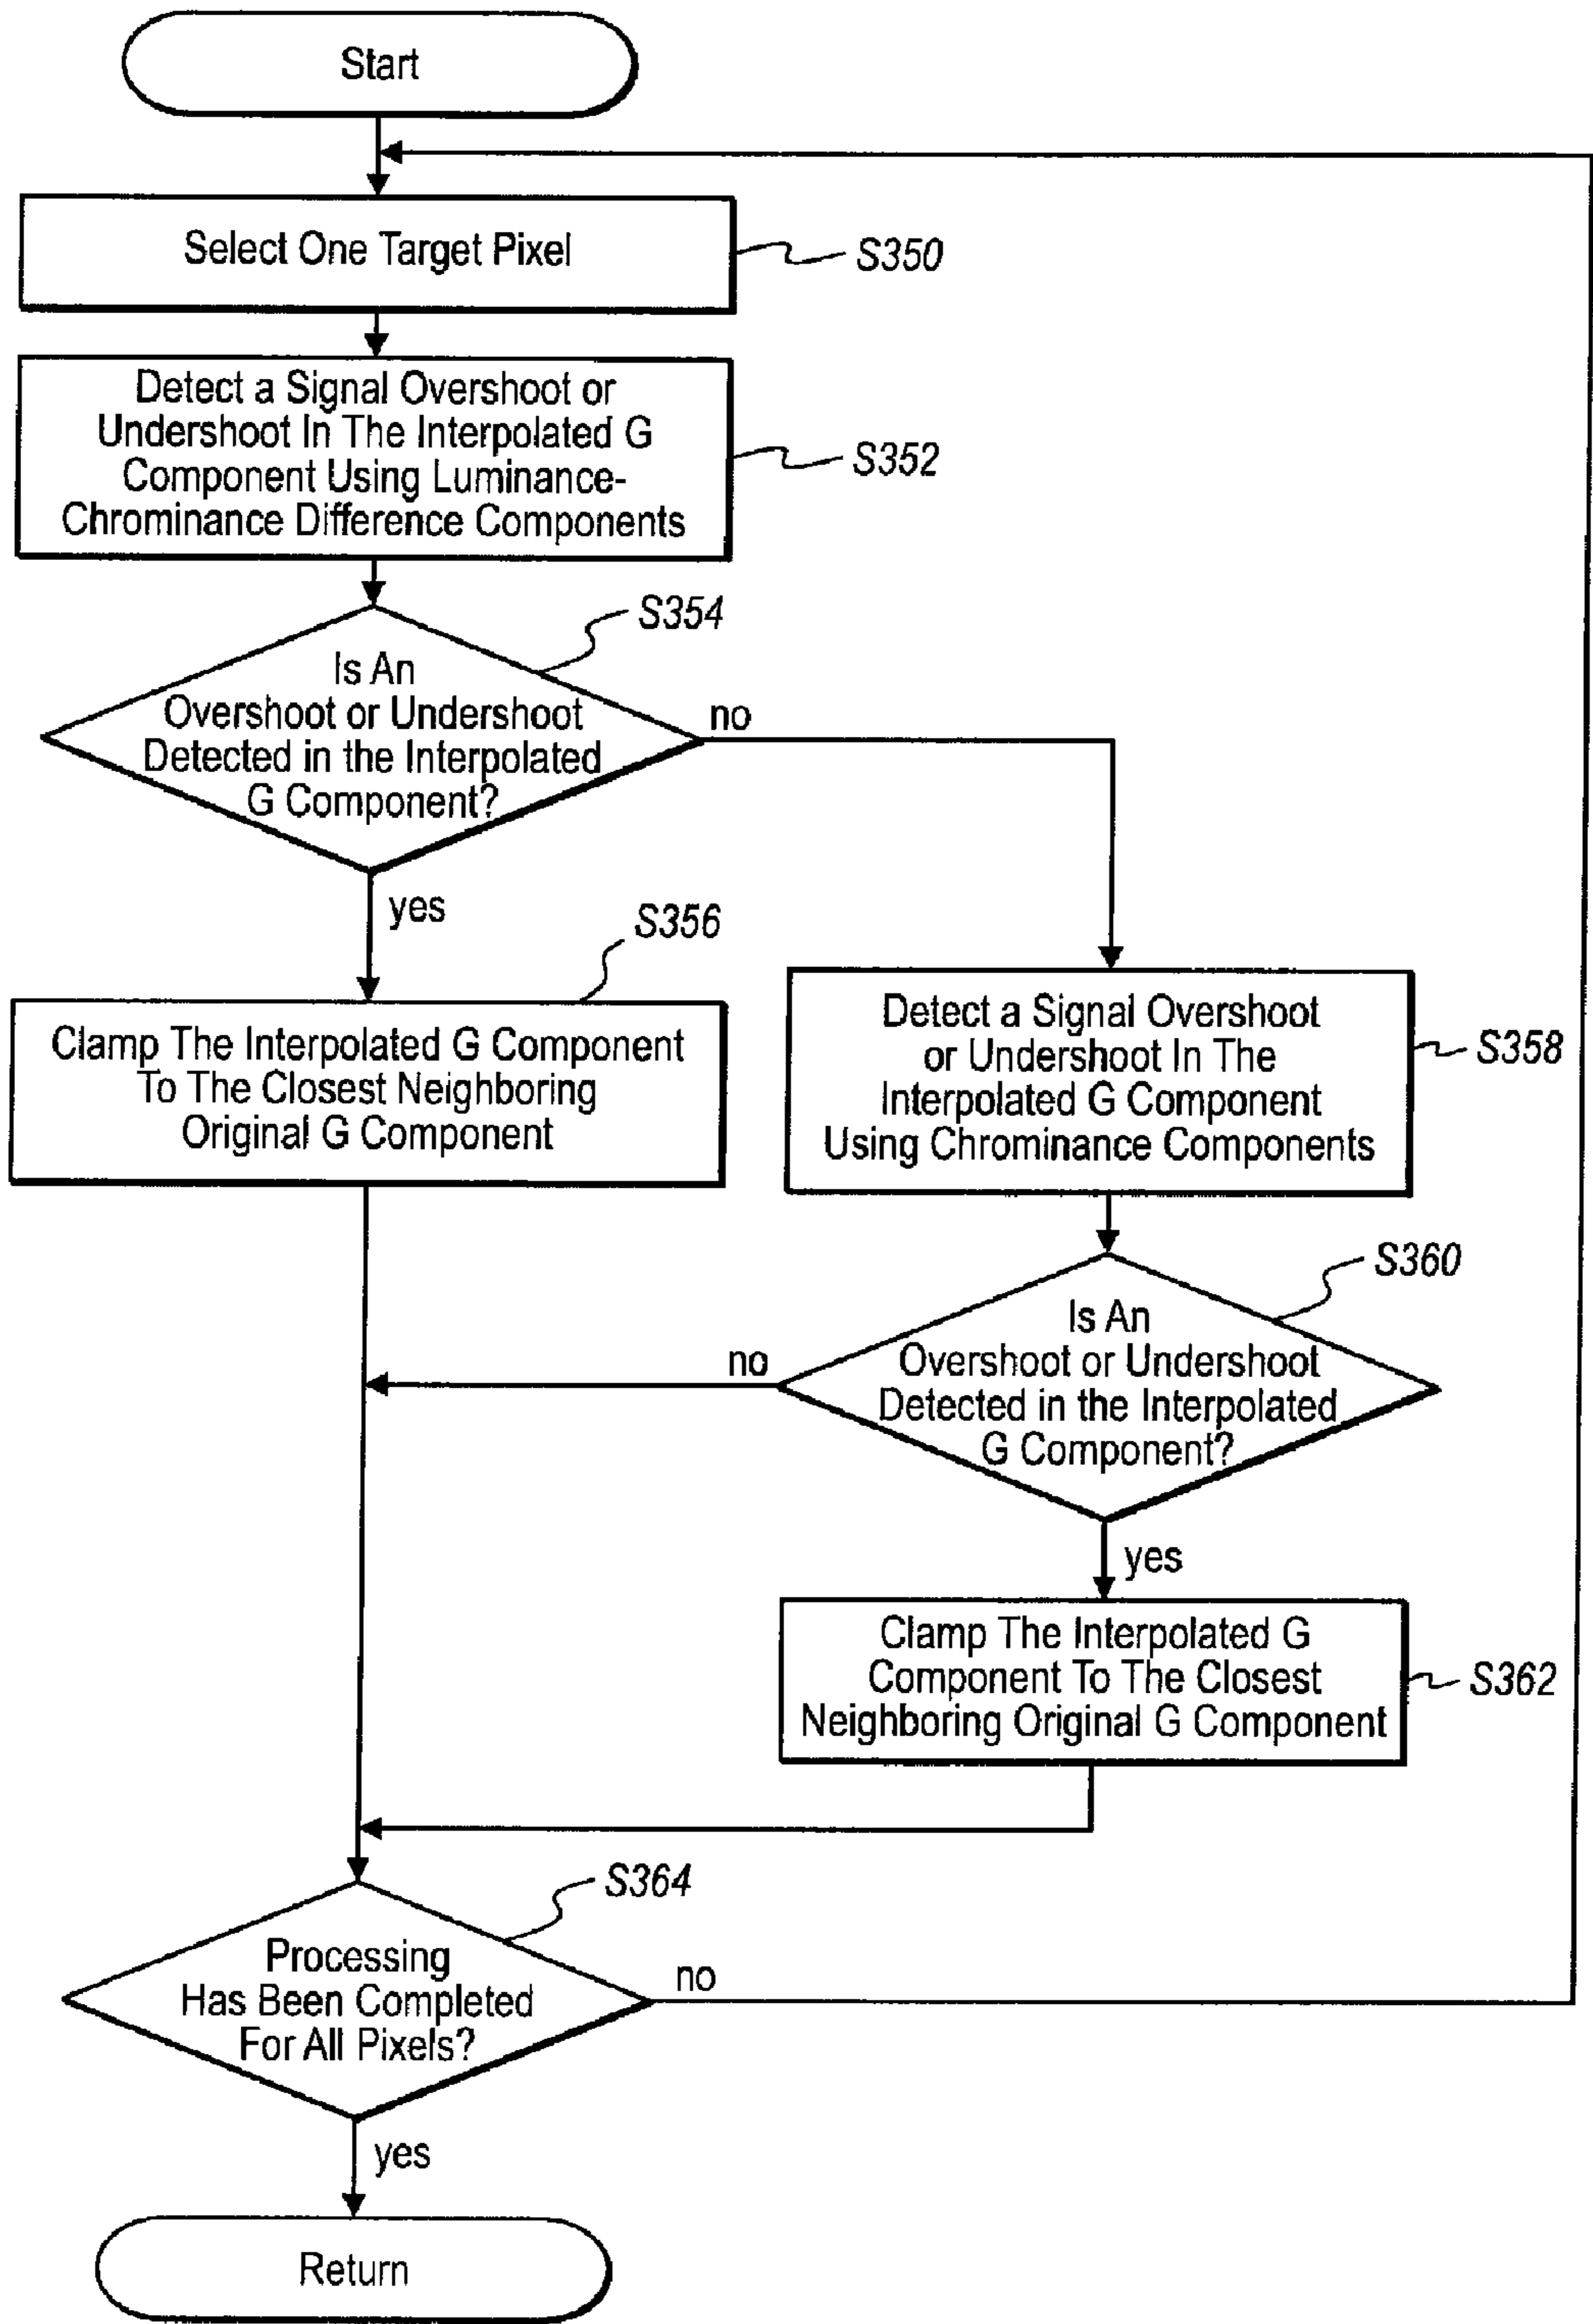 Start
Select One Target Pixel
S350
Detect a Signal Overshoot or
Undershoot In The Interpolated G
Component Using Luminance-
Chrominance Difference Components
S352
S354
Is An
Overshoot or Undershoot
Detected in the Interpolated
G Component?
no
yes
S356
Clamp The Interpolated G Component
To The Closest Neighboring
Original G Component
Detect a Signal Overshoot
or Undershoot In The
Interpolated G Component
Using Chrominance Components
S358
S360
Is An
Overshoot or Undershoot
Detected in the Interpolated
G Component?
no
yes
Clamp The Interpolated G
Component To The Closest
Neighboring Original G Component
S362
S364
Processing
Has Been Completed
For All Pixels?
no
yes
Return